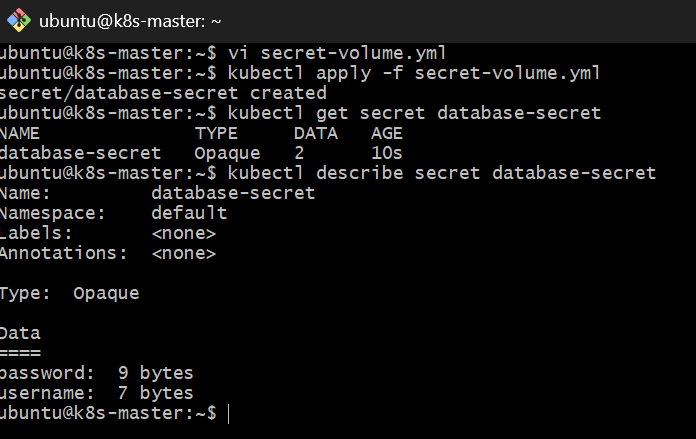 ubuntu@k8s-master: ~
ubuntu@k8s-master:~$ vi secret-volume.yml
ubuntu@k8s-master:~$ kubectl apply -f secret-volume.yml
secret/database-secret created
ubuntu@k8s-master:~$ kubectl get secret database-secret
NAME              TYPE     DATA   AGE
database-secret   Opaque   2      10s
ubuntu@k8s-master:~$ kubectl describe secret database-secret
Name:         database-secret
Namespace:    default
Labels:       <none>
Annotations:  <none>

Type:  Opaque

Data
====
password:  9 bytes
username:  7 bytes
ubuntu@k8s-master:~$